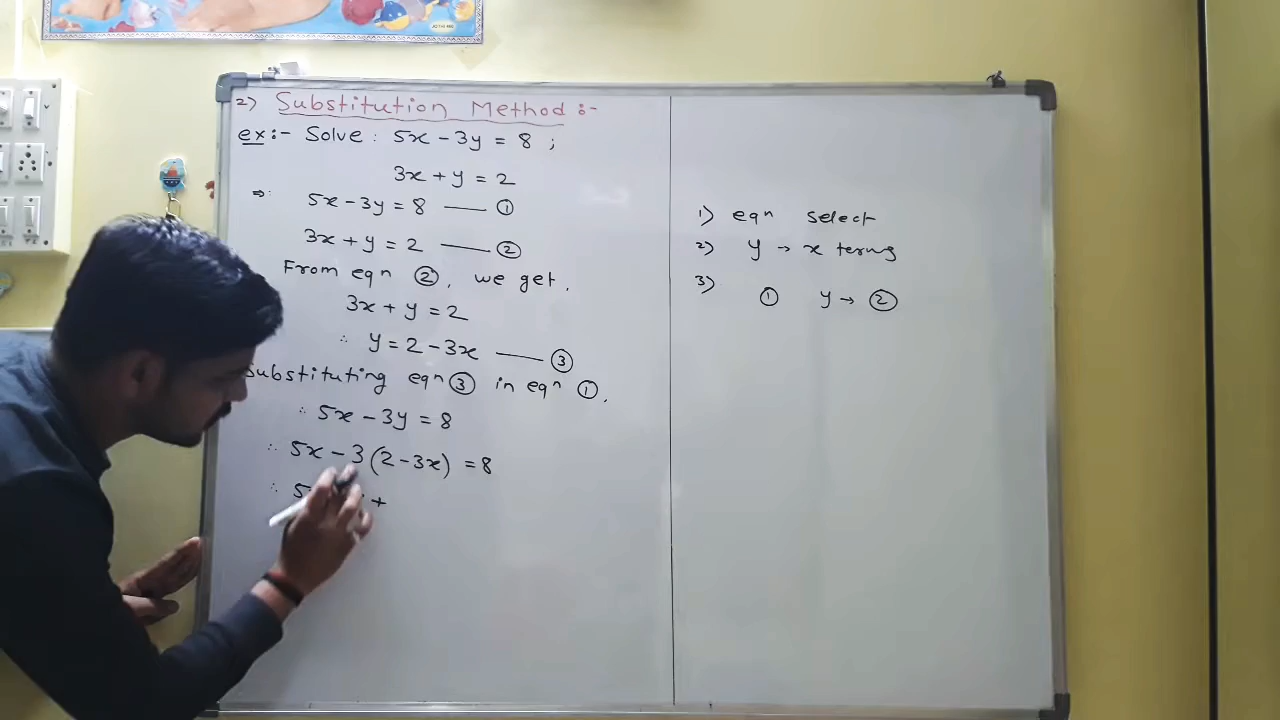 2) Substitution Method :-
ex :- Solve : 5x - 3y = 8 ;
3x + y = 2
⇒ 5x - 3y = 8 —— ①
3x + y = 2 —— ②
From eqn ②, we get,
3x + y = 2
∴ y = 2 - 3x —— ③
Substituting eqn ③ in eqn ①,
∴ 5x - 3y = 8
∴ 5x - 3 (2 - 3x) = 8
∴ 5 +
1) eqn select
2) y → x terms
3)
① y → ②